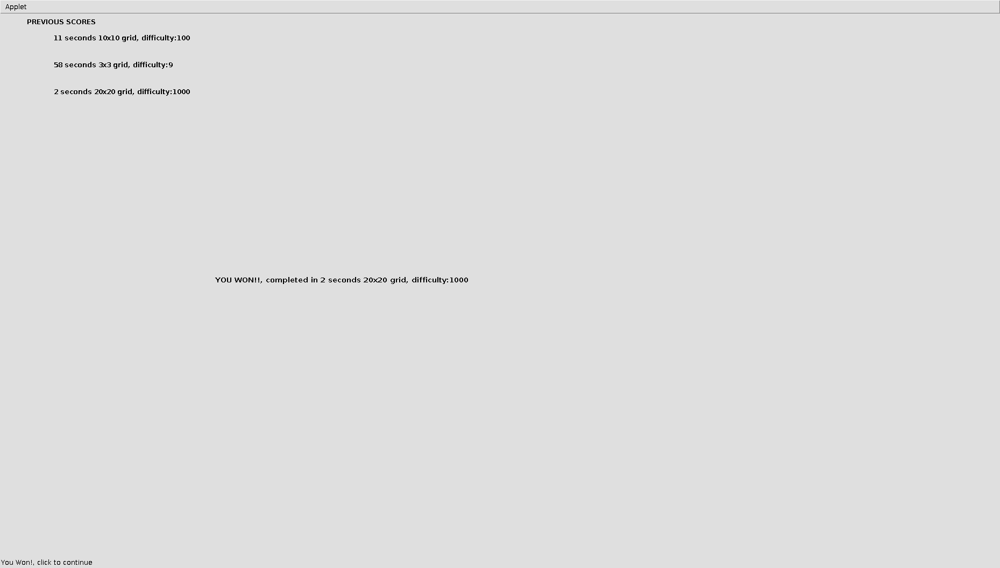 Applet
PREVIOUS SCORES
11 seconds 10x10 grid, difficulty:100
58 seconds 3x3 grid, difficulty:9
2 seconds 20x20 grid, difficulty:1000
YOU WON!!, completed in 2 seconds 20x20 grid, difficulty:1000
You Won!, click to continue